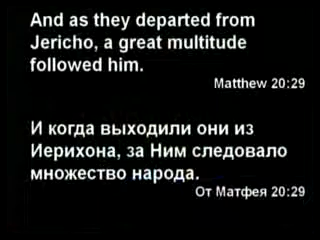 And as they departed from
Jericho, a great multitude
followed him.
Matthew 20:29
И когда выходили они из
Иерихона, за Ним следовало
множество народа.
От Матфея 20:29